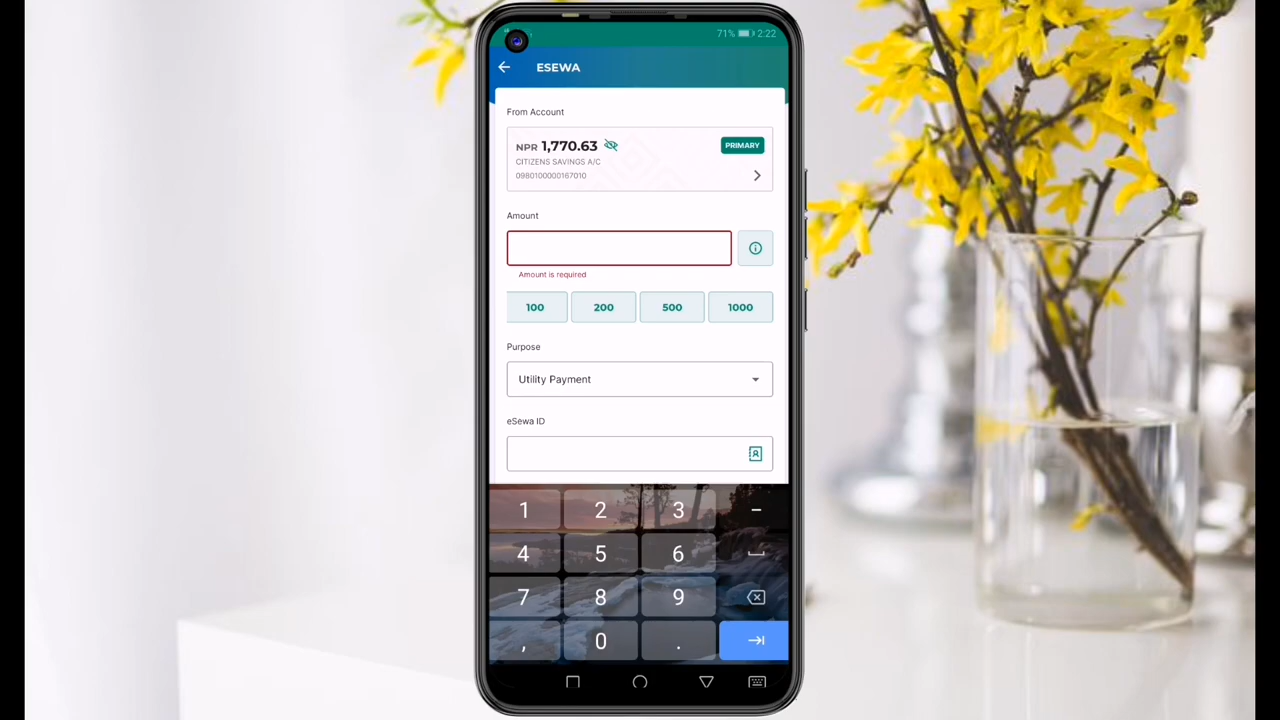 71% 2:22
ESEWA
From Account
NPR 1,770.63
PRIMARY
CITIZENS SAVINGS A/C
0980100000167010
Amount
Amount is required
100 200 500 1000
Purpose
Utility Payment
eSewa ID
1 2 3 -
4 5 6
7 8 9
, 0 .